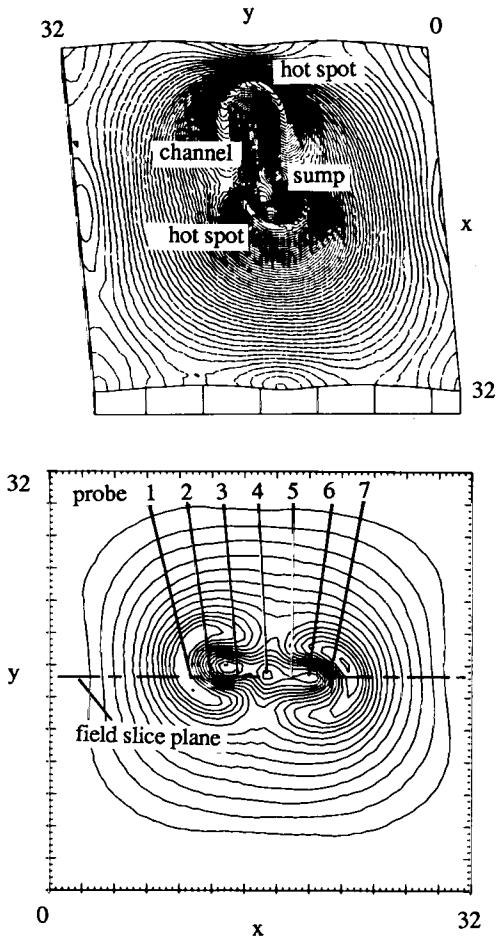 y
32 0
hot spot
channel
sump
hot spot
x
32
32
probe 1 2 3 4 5 6 7
y
field slice plane
0 32
x